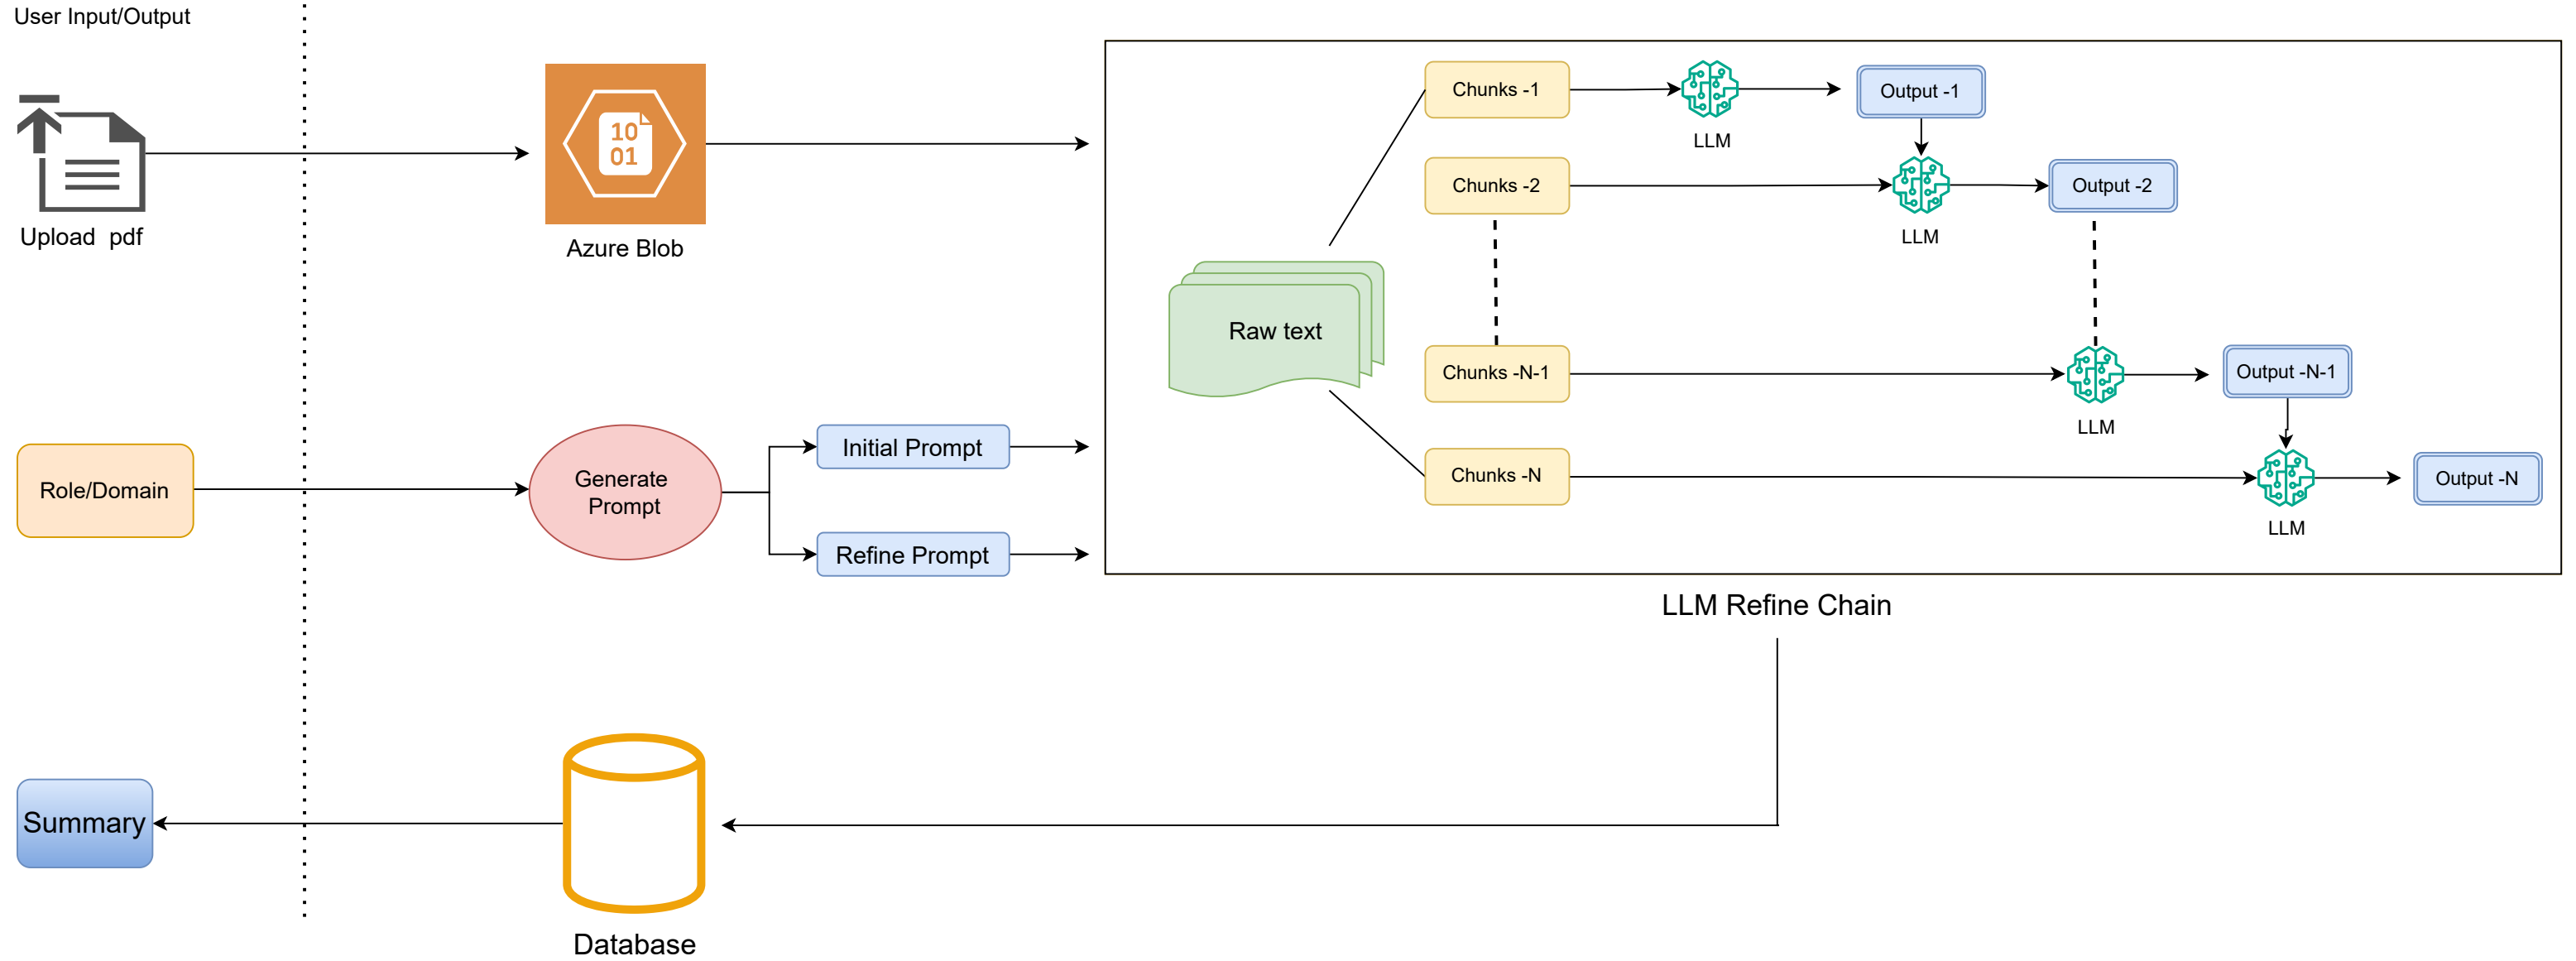 User Input/Output
Upload pdf
10
01
Azure Blob
Role/Domain
Generate
Prompt
Initial Prompt
Refine Prompt
Raw text
Chunks -1
LLM
Output -1
Chunks -2
LLM
Output -2
Chunks -N-1
LLM
Output -N-1
Chunks -N
LLM
Output -N
LLM Refine Chain
Summary
Database